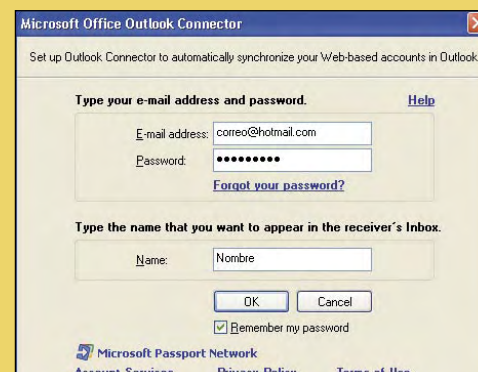 Microsoft Office Outlook Connector
Set up Outlook Connector to automatically synchronize your Web-based accounts in Outlook
Type your e-mail address and password. Help
E-mail address: correo@hotmail.com
Password: ●●●●●●●●●
Forgot your password?
Type the name that you want to appear in the receiver's Inbox.
Name: Nombre
OK Cancel
Remember my password
Microsoft Passport Network
Account Services Privacy Policy Terms of Use